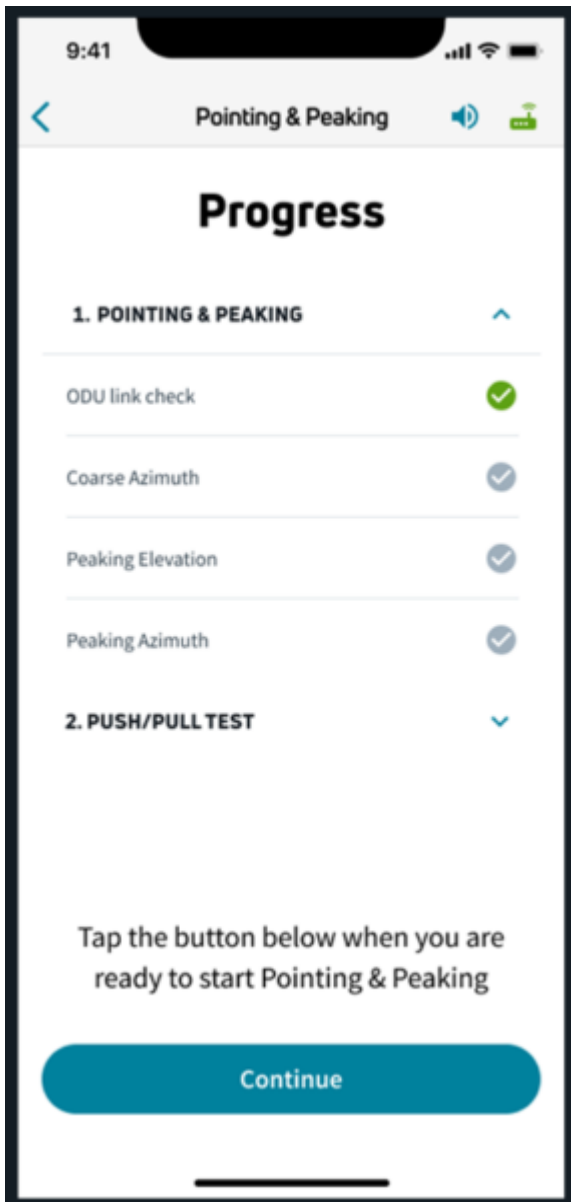 9:41
Pointing & Peaking
Progress
1. POINTING & PEAKING
ODU link check
Coarse Azimuth
Peaking Elevation
Peaking Azimuth
2. PUSH/PULL TEST
Tap the button below when you are
ready to start Pointing & Peaking
Continue